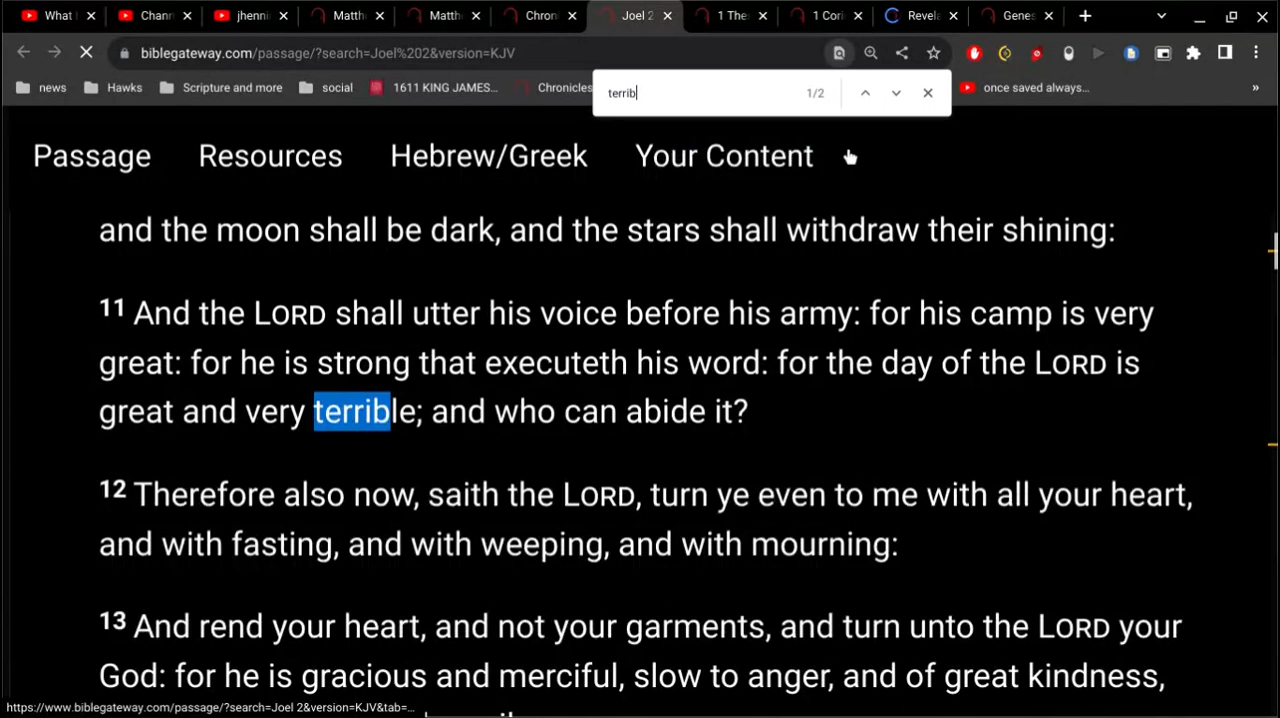 What I
Chann
jhenni
Matth
Matth
Chron
Joel 2
1 The
1 Cori
Revela
Genes
biblegateway.com/passage/?search=Joel%202&version=KJV
news
Hawks
Scripture and more
social
1611 KING JAMES...
Chronicles
once saved always...
»
terrib
1/2
Passage Resources Hebrew/Greek Your Content
and the moon shall be dark, and the stars shall withdraw their shining:
11 And the LORD shall utter his voice before his army: for his camp is very
great: for he is strong that executeth his word: for the day of the LORD is
great and very terrible; and who can abide it?
12 Therefore also now, saith the LORD, turn ye even to me with all your heart,
and with fasting, and with weeping, and with mourning:
13 And rend your heart, and not your garments, and turn unto the LORD your
God: for he is gracious and merciful, slow to anger, and of great kindness,
https://www.biblegateway.com/passage/?search=Joel 2&version=KJV&tab=...